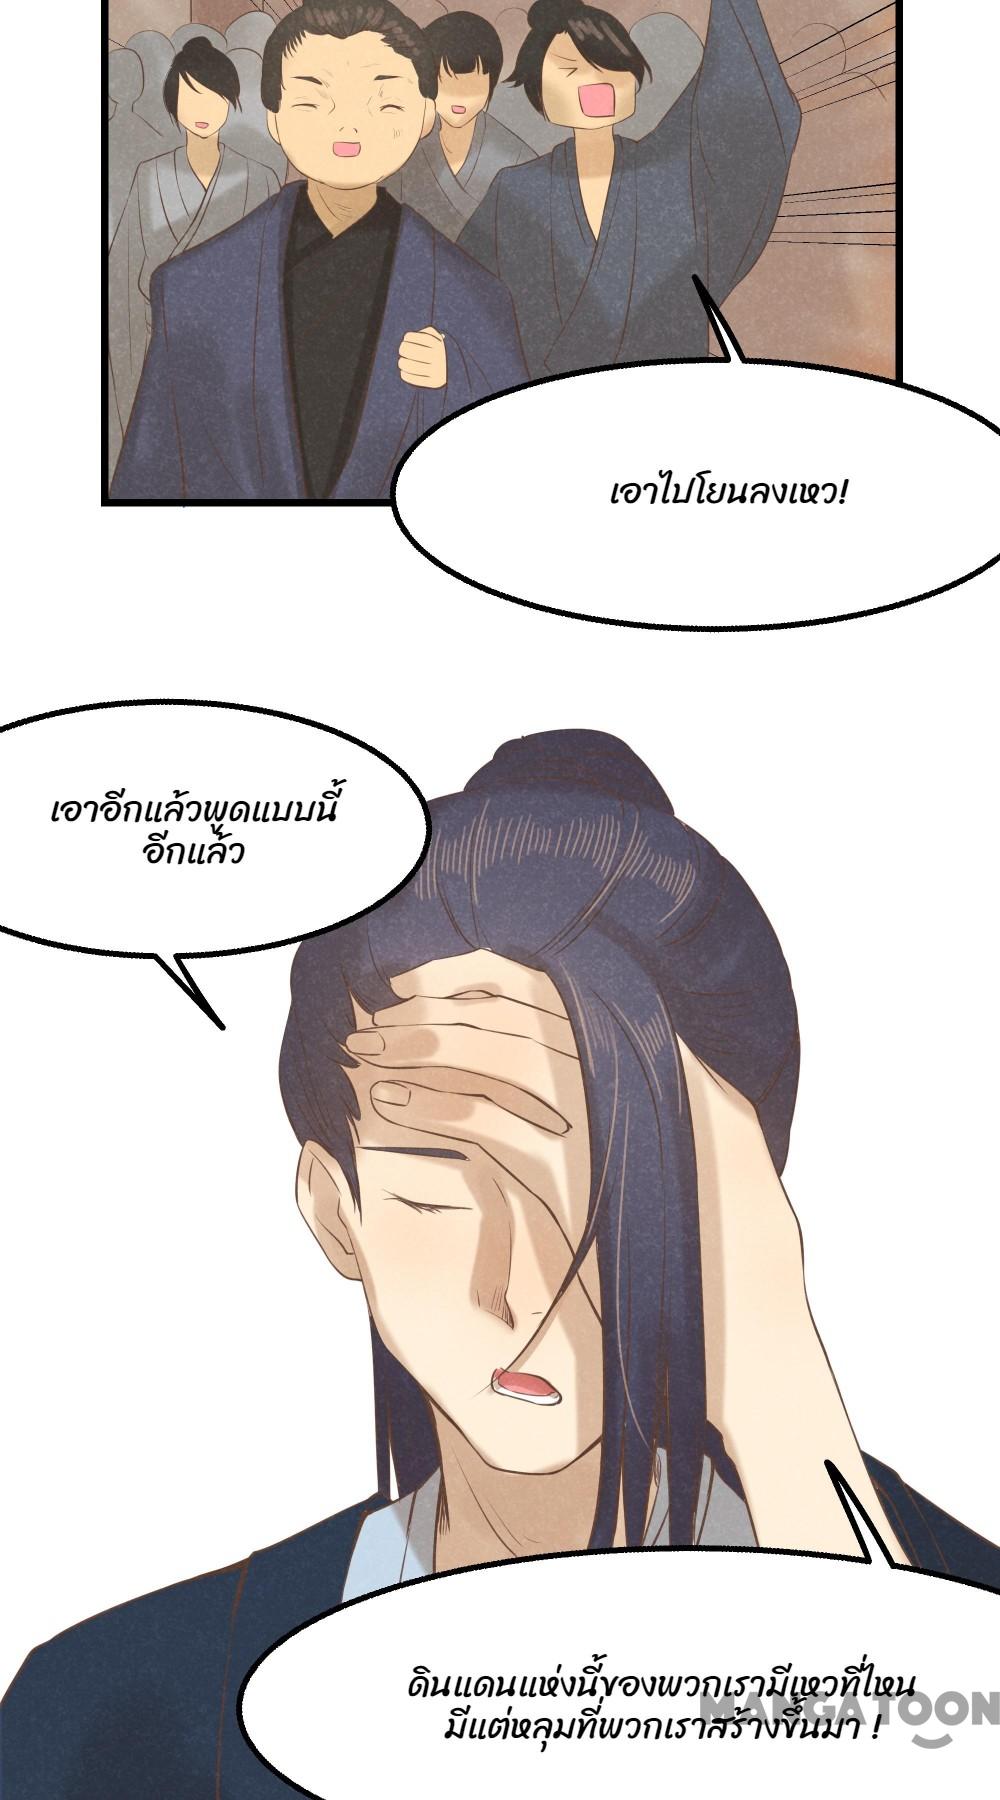 เอาไปโยนลงเหว!
เอาอีกแล้วพูดแบบนี้
อีกแล้ว
ดินแดนแห่งนี้ของพวกเรามีเหวที่ไหน
มีแต่หลุมที่พวกเราสร้างขึ้นมา !
MANGATOON